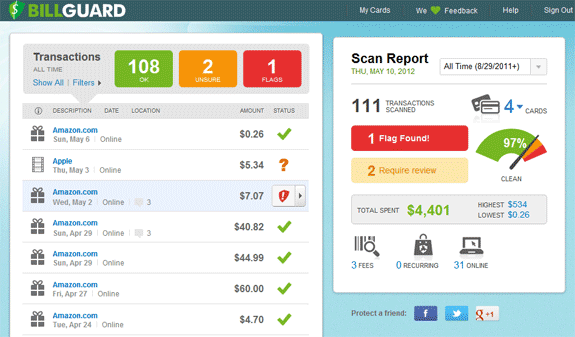 BILLGUARD
My Cards
We Feedback
Help
Sign Out
Transactions
ALL TIME
Show All | Filters
108
OK
2
UNSURE
1
FLAGS
DESCRIPTION DATE LOCATION AMOUNT STATUS
Amazon.com
Sun, May 6 | Online
$0.26
Apple
Thu, May 3 | Online
$5.34
?
Amazon.com
Wed, May 2 | Online 3
$7.07
Amazon.com
Sun, Apr 29 | Online 3
$40.82
Amazon.com
Sun, Apr 29 | Online
$44.99
Amazon.com
Fri, Apr 27 | Online
$60.00
Amazon.com
Tue, Apr 24 | Online
$4.70
Scan Report
THU, MAY 10, 2012
All Time (8/29/2011+)
111 TRANSACTIONS
SCANNED
4 CARDS
1 Flag Found!
2 Require review
97%
CLEAN
TOTAL SPENT $4,401
HIGHEST $534
LOWEST $0.26
3 FEES
0 RECURRING
31 ONLINE
Protect a friend:
f
g +1